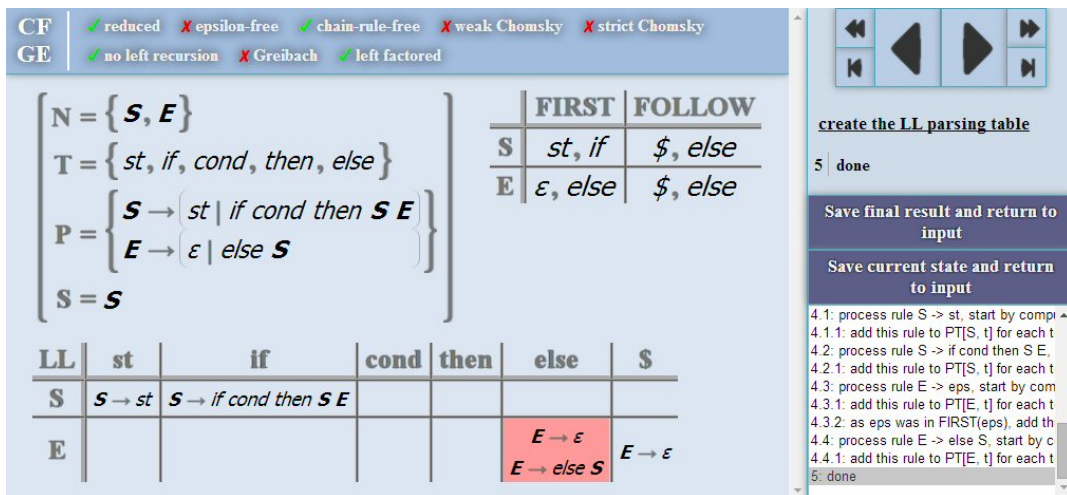 CF ✓ reduced ✗ epsilon-free ✓ chain-rule-free ✗ weak Chomsky ✗ strict Chomsky
GE ✓ no left recursion ✗ Greibach ✓ left factored
N = { S, E }
T = { st, if, cond, then, else }
P = { S → st | if cond then S E
E → ε | else S }
S = S
FIRST FOLLOW
S st, if $, else
E ε, else $, else
LL st if cond then else $
S S → st S → if cond then S E
E E → ε E → ε
E → else S
create the LL parsing table
5 done
Save final result and return to
input
Save current state and return
to input
4.1: process rule S -> st, start by compu
4.1.1: add this rule to PT[S, t] for each t
4.2: process rule S -> if cond then S E,
4.2.1: add this rule to PT[S, t] for each t
4.3: process rule E -> eps, start by com
4.3.1: add this rule to PT[E, t] for each t
4.3.2: as eps was in FIRST(eps), add th
4.4: process rule E -> else S, start by c
4.4.1: add this rule to PT[E, t] for each t
5: done